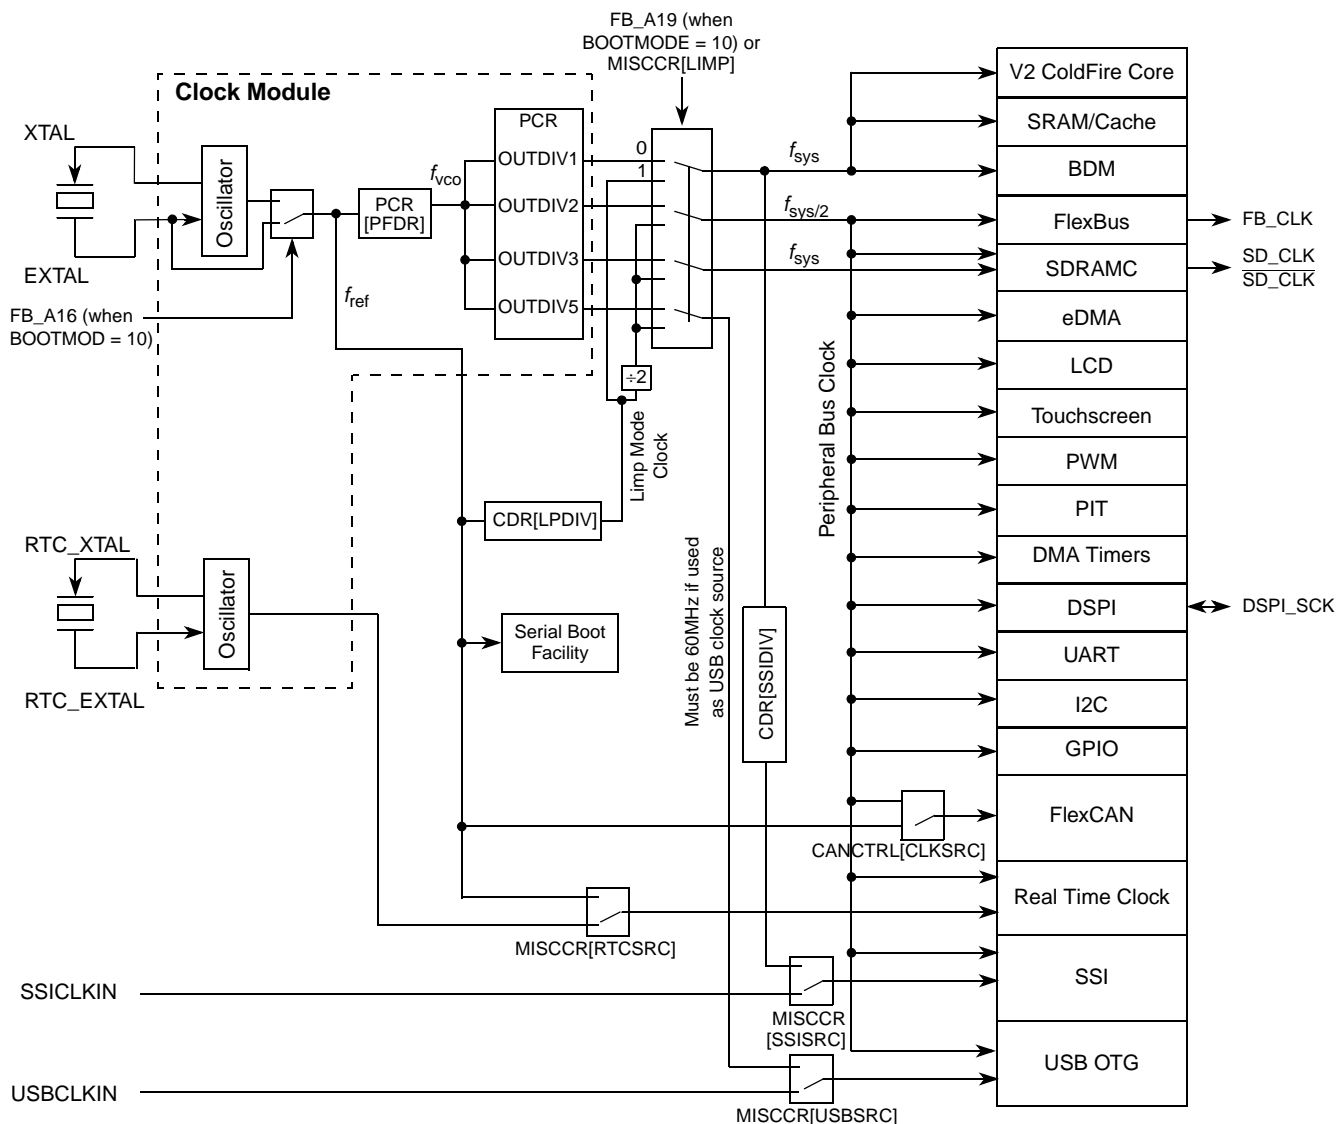 FB_A19 (when
BOOTMODE = 10) or
MISCCR[LIMP]
Clock Module
XTAL
EXTAL
Oscillator
FB_A16 (when
BOOTMOD = 10)
PCR
[PFDR]
fref
fvco
PCR
OUTDIV1
OUTDIV2
OUTDIV3
OUTDIV5
0
1
÷2
Limp Mode
Clock
fsys
fsys/2
fsys
CDR[LPDIV]
RTC_XTAL
RTC_EXTAL
Oscillator
Serial Boot
Facility
Must be 60MHz if used
as USB clock source
CDR[SSIDIV]
Peripheral Bus Clock
V2 ColdFire Core
SRAM/Cache
BDM
FlexBus
FB_CLK
SDRAMC
SD_CLK
SD_CLK
eDMA
LCD
Touchscreen
PWM
PIT
DMA Timers
DSPI
DSPI_SCK
UART
I2C
GPIO
FlexCAN
CANCTRL[CLKSRC]
Real Time Clock
MISCCR[RTCSRC]
SSICLKIN
SSI
MISCCR
[SSISRC]
USBCLKIN
USB OTG
MISCCR[USBSRC]